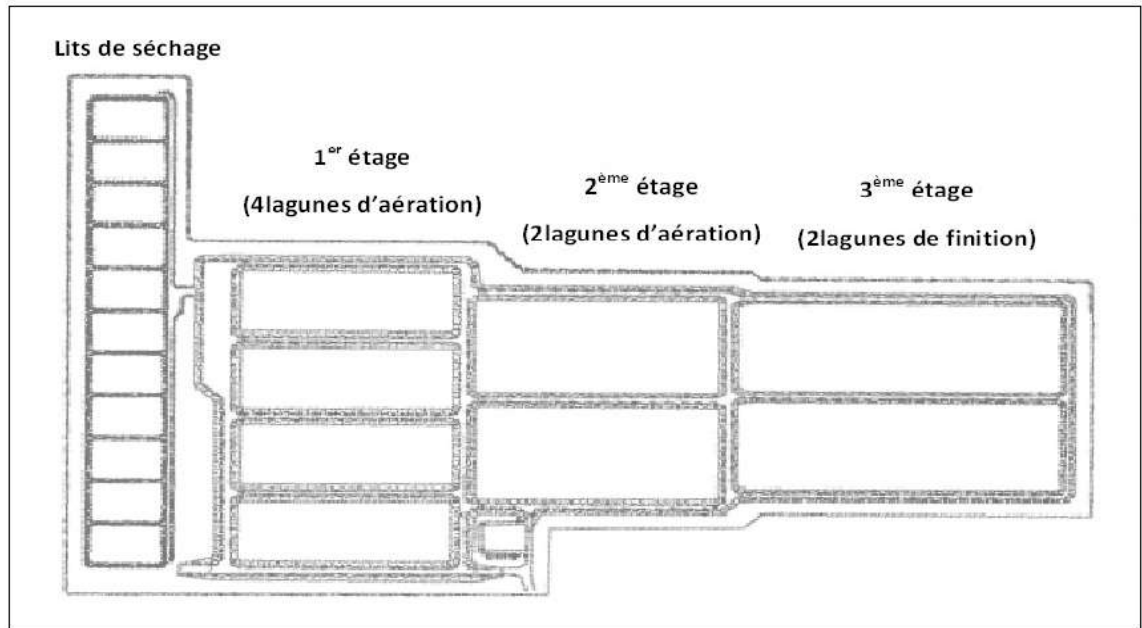 Lits de séchage
1er étage
(4lagunes d'aération)
2ème étage
(2lagunes d'aération)
3ème étage
(2lagunes de finition)